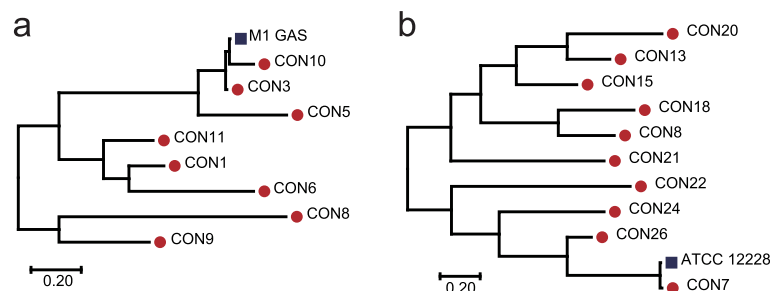 a
M1 GAS
CON10
CON3
CON5
CON11
CON1
CON6
CON8
CON9
0.20
b
CON20
CON13
CON15
CON18
CON8
CON21
CON22
CON24
CON26
ATCC 12228
CON7
0.20